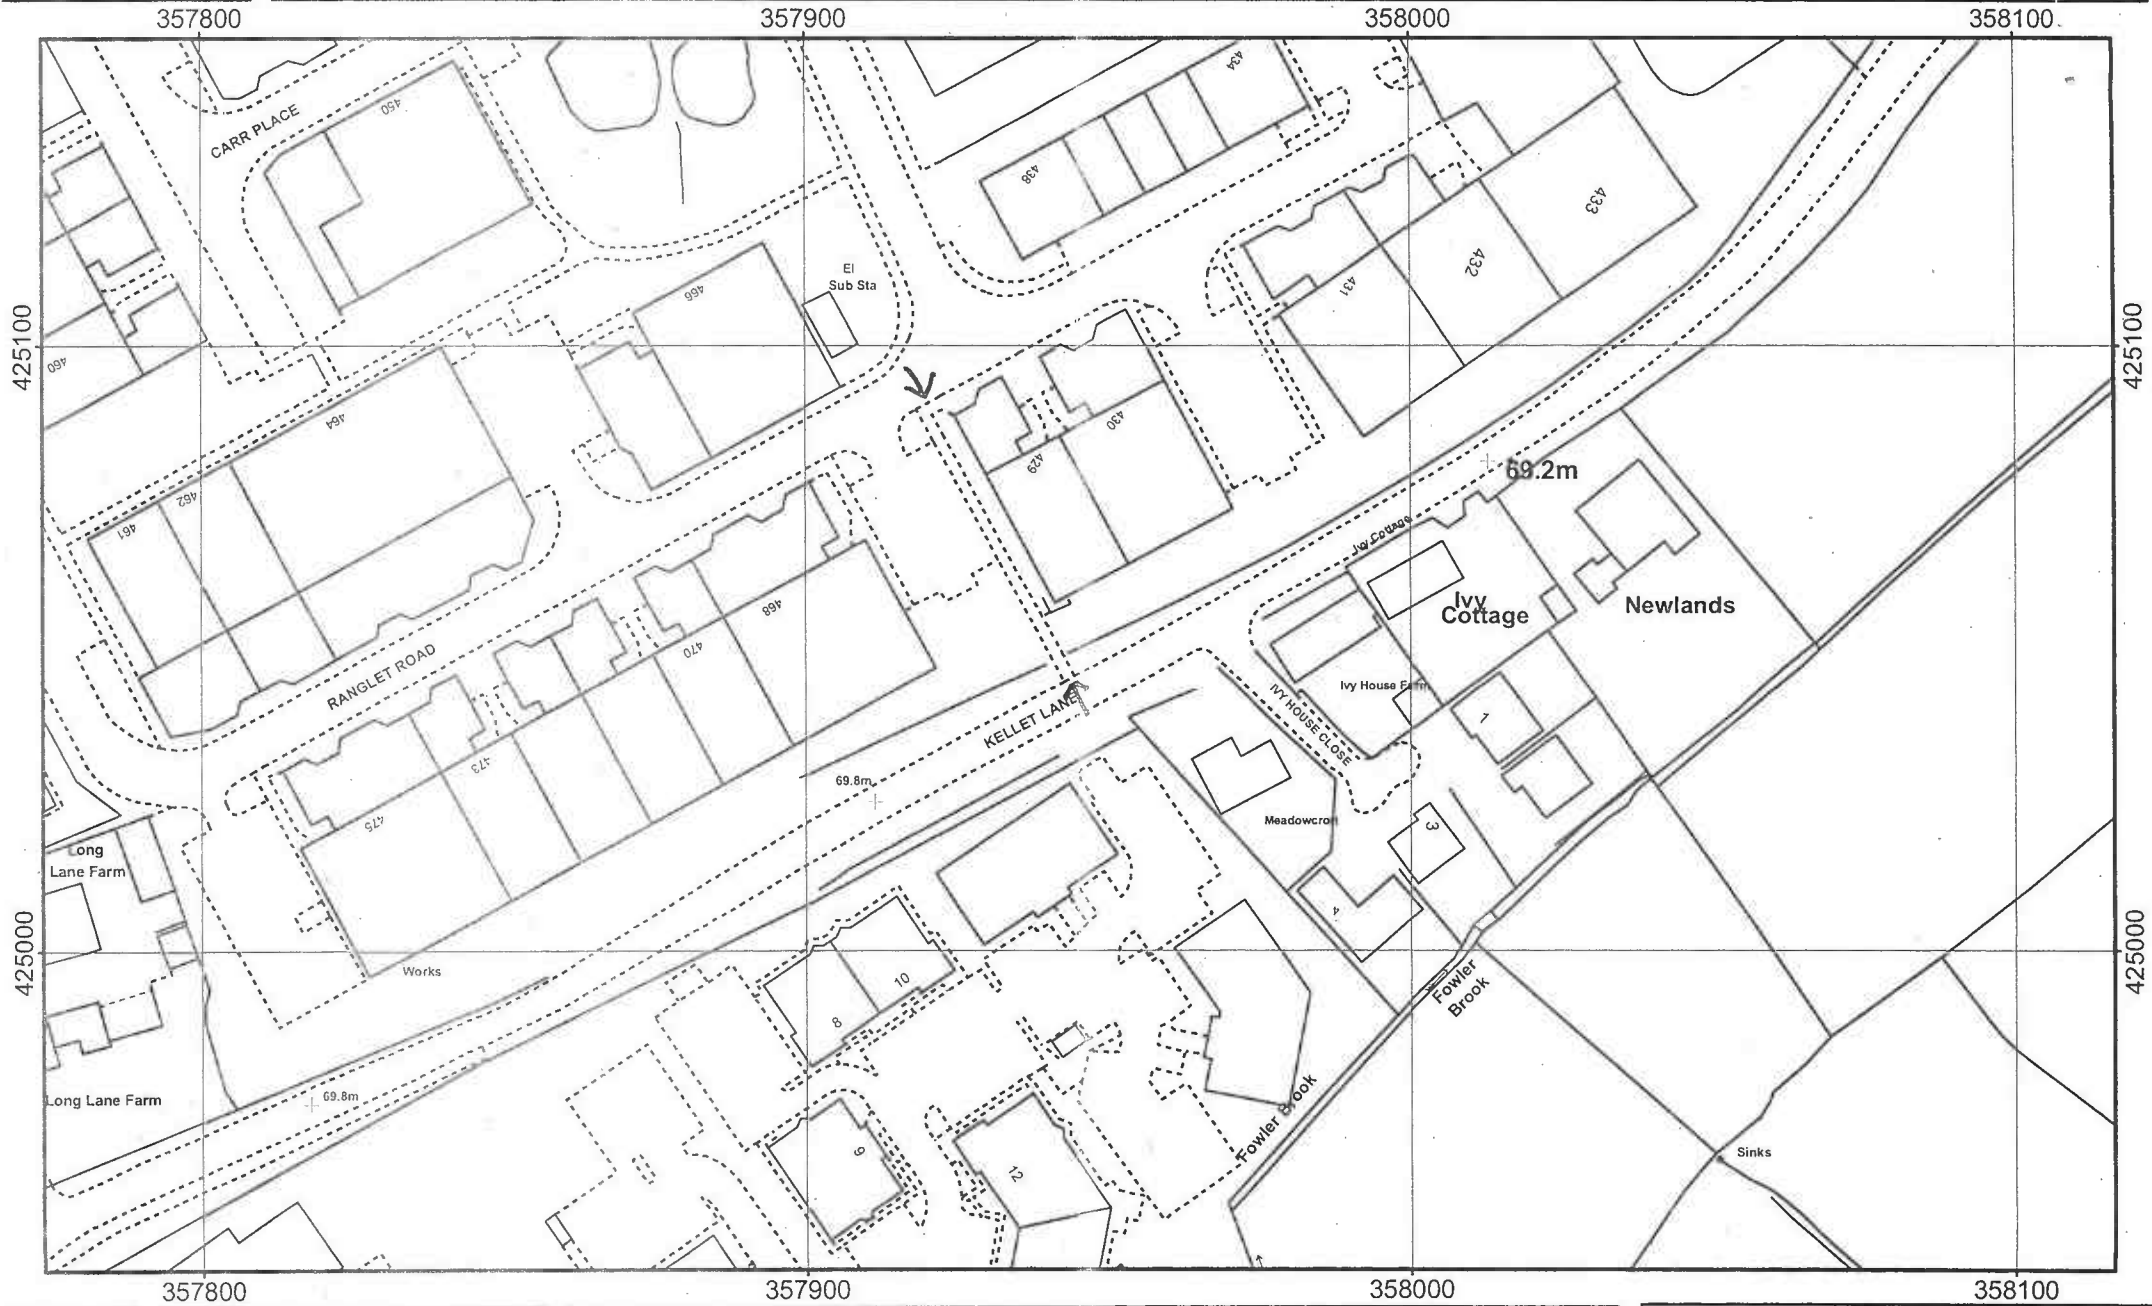 357800
357900
358000
358100
434
450
CARR PLACE
438
433
El
Sub Sta
432
466
431
425100
425100
460
464
430
429
69.2m
462
461
Ivy Cottage
Ivy
Cottage
Newlands
468
470
RANGLET ROAD
Ivy House Farm
1
KELLET LANE
IVY HOUSE CLOSE
473
69.8m
475
Meadowcroft
3
Long
Lane Farm
4
425000
425000
Works
10
8
Fowler
Brook
Long Lane Farm
69.8m
Fowler Brook
9
12
Sinks
357800
357900
358000
358100